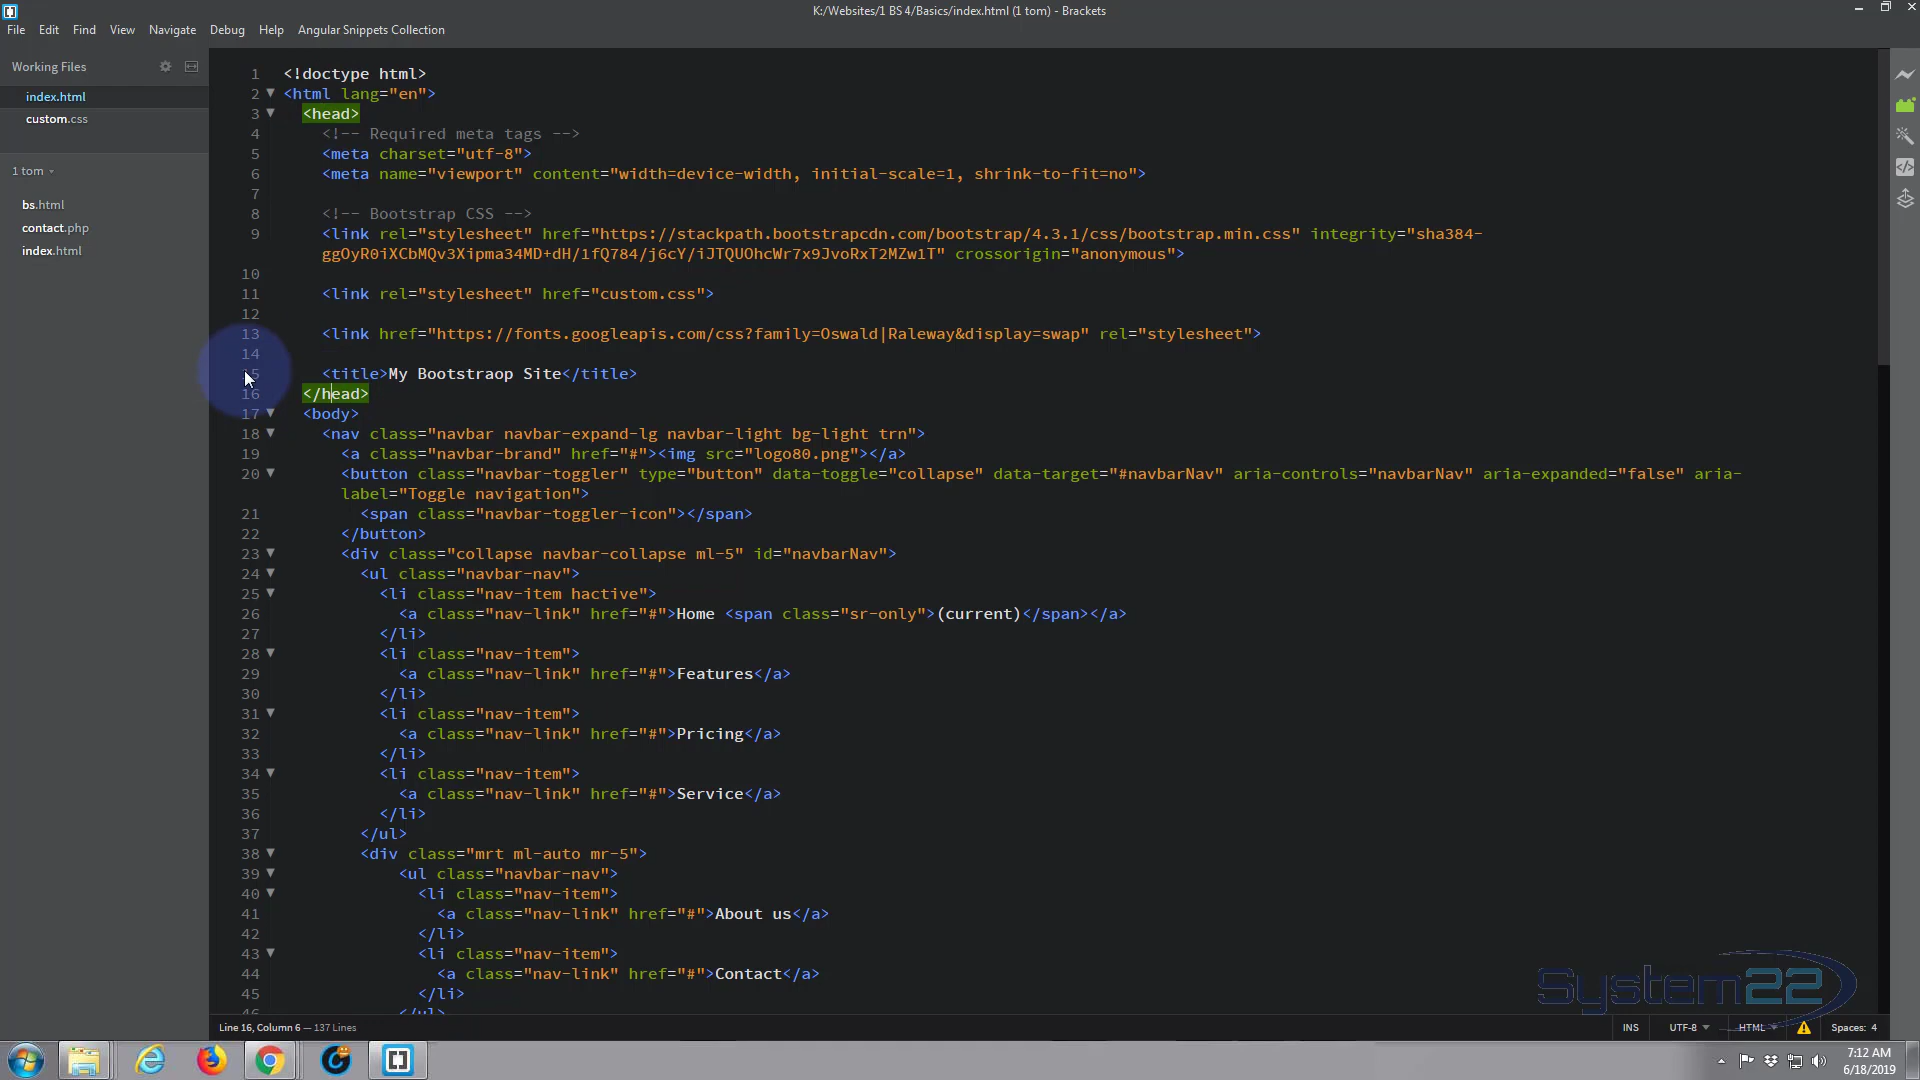 K:/Websites/1 BS 4/Basics/index.html (1 tom) - Brackets
File Edit Find View Navigate Debug Help Angular Snippets Collection
Working Files
index.html
custom.css
1 tom
bs.html
contact.php
index.html
1 <!doctype html>
2 <html lang="en">
3 <head>
4 <!-- Required meta tags -->
5 <meta charset="utf-8">
6 <meta name="viewport" content="width=device-width, initial-scale=1, shrink-to-fit=no">
7
8 <!-- Bootstrap CSS -->
9 <link rel="stylesheet" href="https://stackpath.bootstrapcdn.com/bootstrap/4.3.1/css/bootstrap.min.css" integrity="sha384-
ggOyR0iXCbMQv3Xipma34MD+dH/1fQ784/j6cY/iJTQUOhcWr7x9JvoRxT2MZw1T" crossorigin="anonymous">
10
11 <link rel="stylesheet" href="custom.css">
12
13 <link href="https://fonts.googleapis.com/css?family=Oswald|Raleway&display=swap" rel="stylesheet">
14
15 <title>My Bootstraop Site</title>
16 </head>
17 <body>
18 <nav class="navbar navbar-expand-lg navbar-light bg-light trn">
19 <a class="navbar-brand" href="#"><img src="logo80.png"></a>
20 <button class="navbar-toggler" type="button" data-toggle="collapse" data-target="#navbarNav" aria-controls="navbarNav" aria-expanded="false" aria-
label="Toggle navigation">
21 <span class="navbar-toggler-icon"></span>
22 </button>
23 <div class="collapse navbar-collapse ml-5" id="navbarNav">
24 <ul class="navbar-nav">
25 <li class="nav-item hactive">
26 <a class="nav-link" href="#">Home <span class="sr-only">(current)</span></a>
27 </li>
28 <li class="nav-item">
29 <a class="nav-link" href="#">Features</a>
30 </li>
31 <li class="nav-item">
32 <a class="nav-link" href="#">Pricing</a>
33 </li>
34 <li class="nav-item">
35 <a class="nav-link" href="#">Service</a>
36 </li>
37 </ul>
38 <div class="mrt ml-auto mr-5">
39 <ul class="navbar-nav">
40 <li class="nav-item">
41 <a class="nav-link" href="#">About us</a>
42 </li>
43 <li class="nav-item">
44 <a class="nav-link" href="#">Contact</a>
45 </li>
46 </ul>
System22
Line 16, Column 6 — 137 Lines
INS UTF-8 HTML Spaces: 4
7:12 AM
6/18/2019